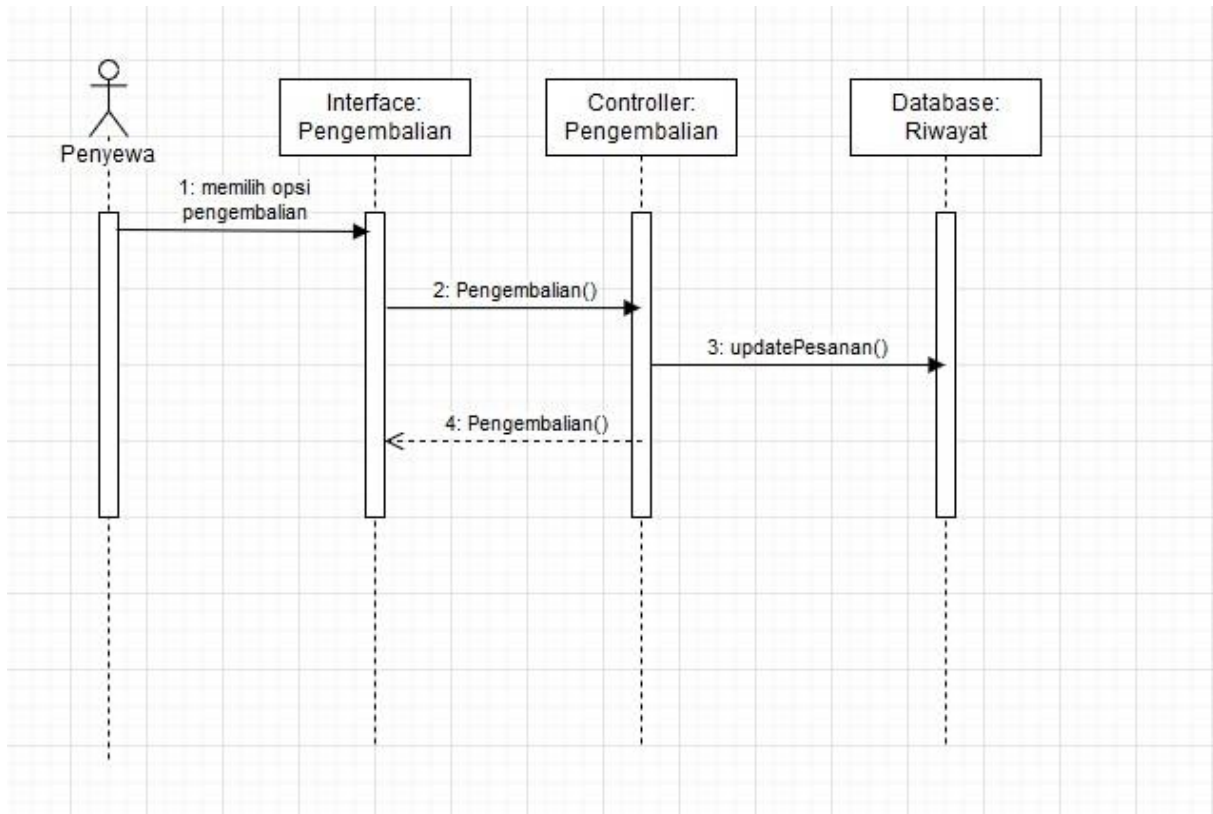 Penyewa
Interface:
Pengembalian
Controller:
Pengembalian
Database:
Riwayat
1: memilih opsi
pengembalian
2: Pengembalian()
3: updatePesanan()
4: Pengembalian()